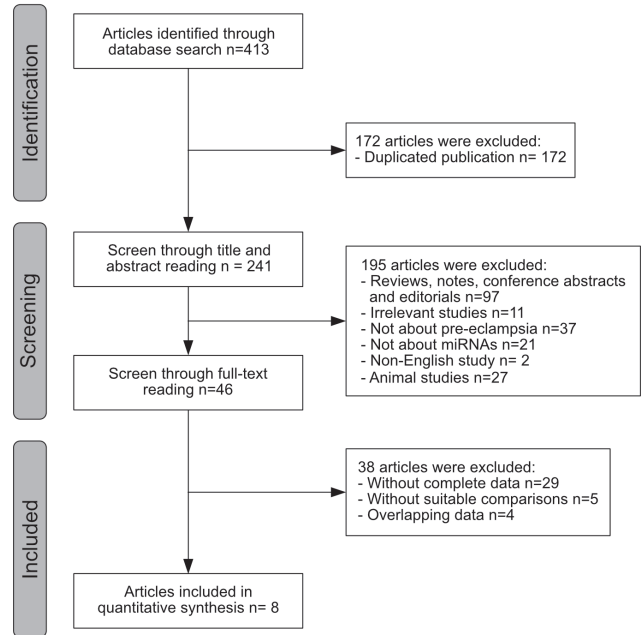 Identification
Articles identified through
database search n=413
172 articles were excluded:
- Duplicated publication n= 172
Screening
Screen through title and
abstract reading n = 241
195 articles were excluded:
- Reviews, notes, conference abstracts
and editorials n=97
- Irrelevant studies n=11
- Not about pre-eclampsia n=37
- Not about miRNAs n=21
- Non-English study n= 2
- Animal studies n=27
Screen through full-text
reading n=46
Included
38 articles were excluded:
- Without complete data n=29
- Without suitable comparisons n=5
- Overlapping data n=4
Articles included in
quantitative synthesis n= 8